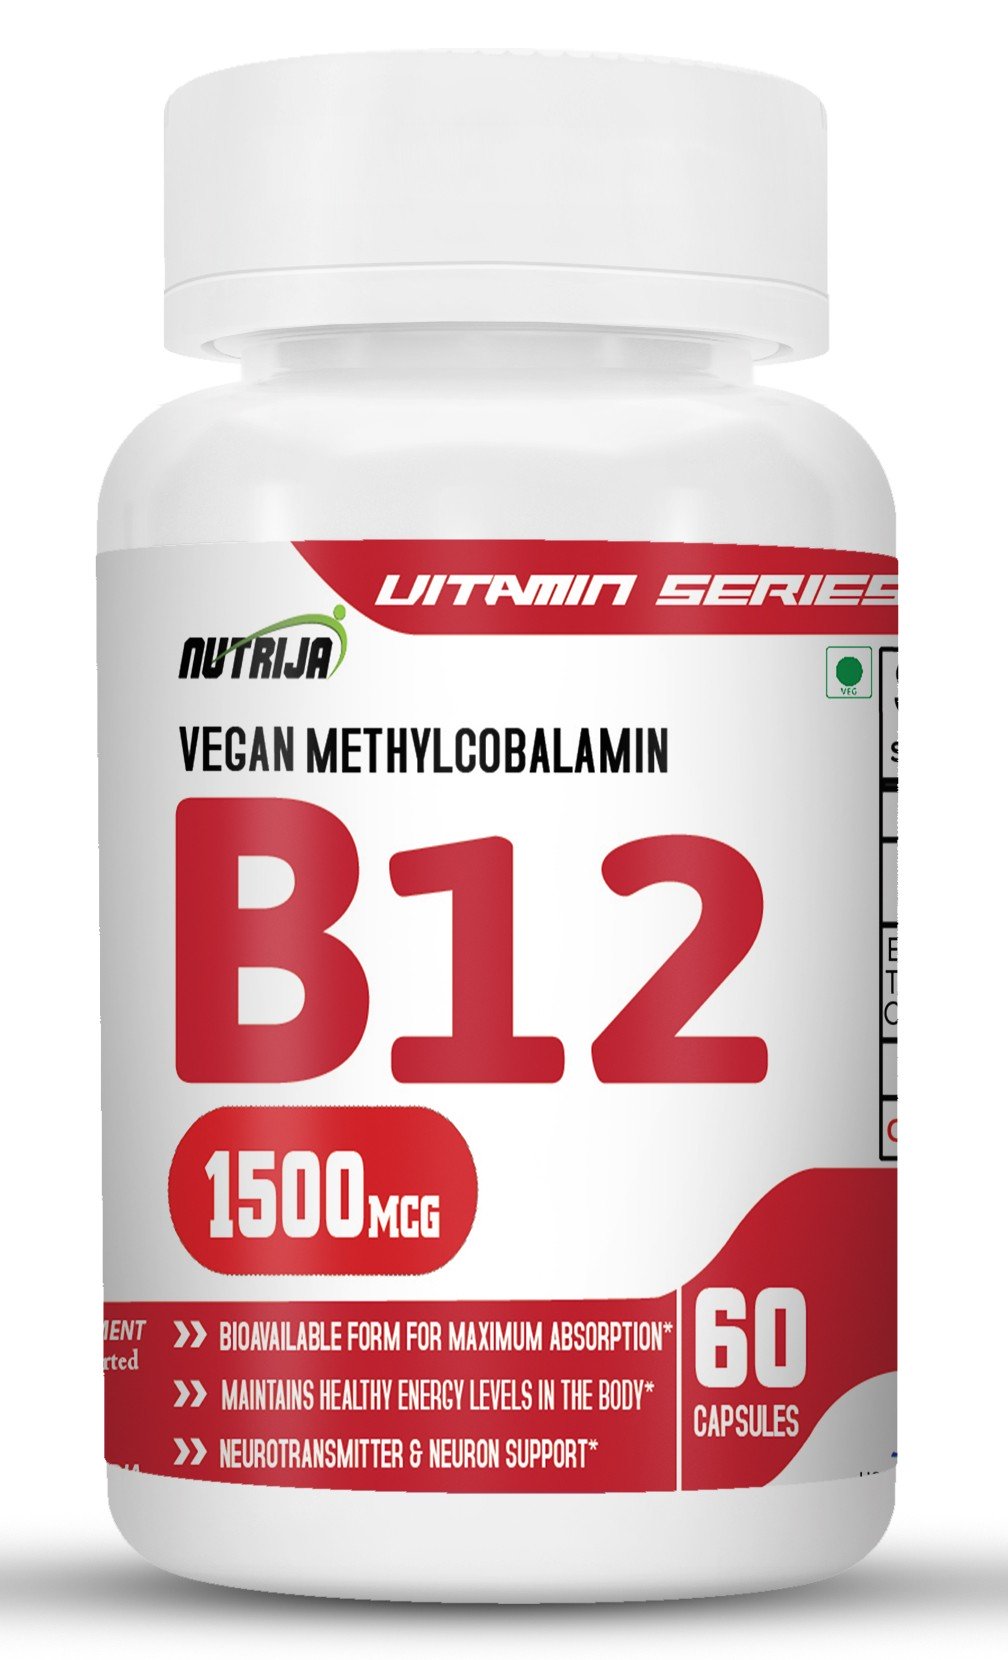 VITAMIN SERIES
NUTRIJA
VEG
VEGAN METHYLCOBALAMIN
B12
1500MCG
BIOAVAILABLE FORM FOR MAXIMUM ABSORPTION*
MAINTAINS HEALTHY ENERGY LEVELS IN THE BODY*
NEUROTRANSMITTER & NEURON SUPPORT*
60
CAPSULES